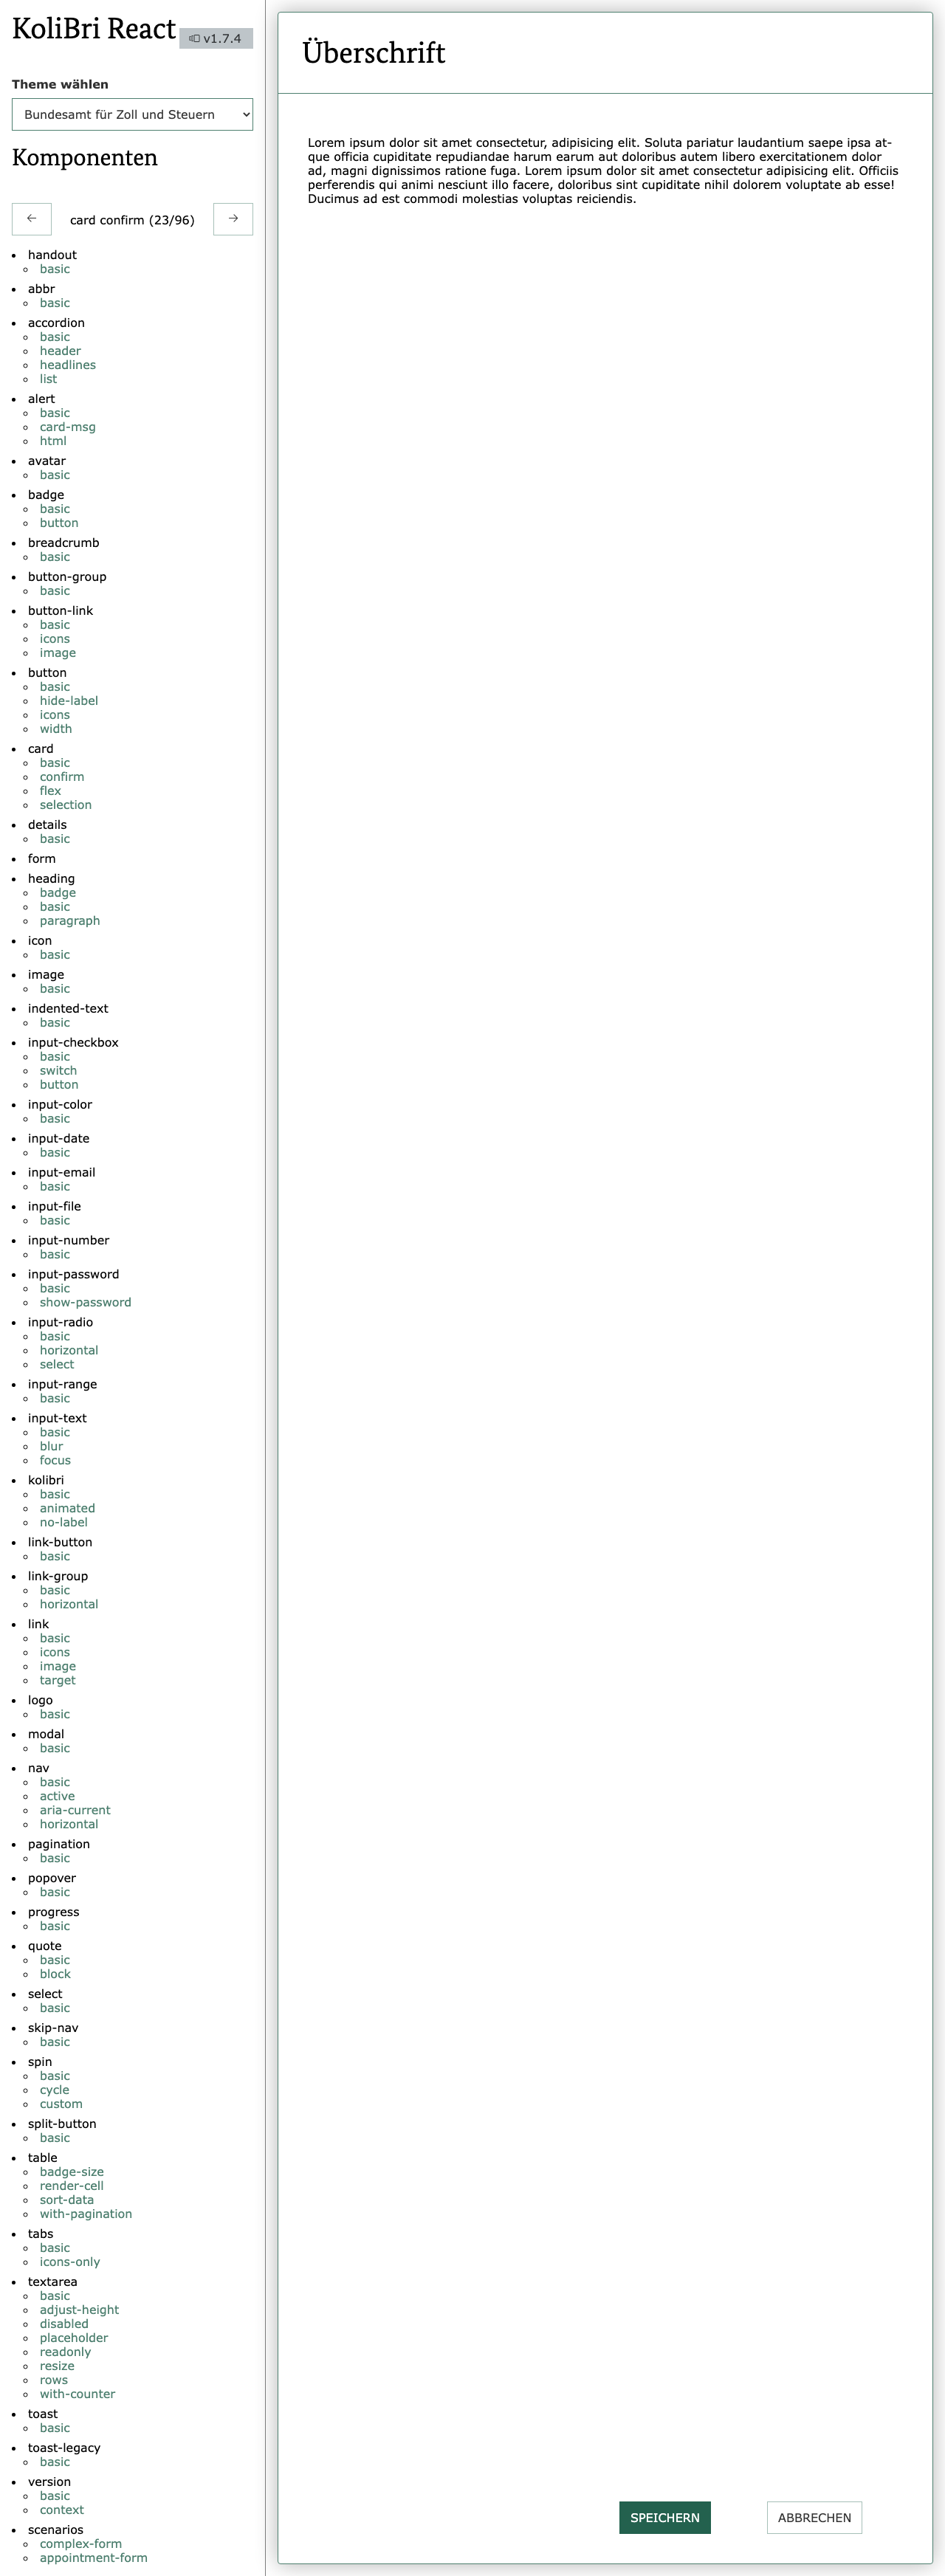 KoliBri React
v1.7.4
Theme wählen
Bundesamt für Zoll und Steuern
Komponenten
←
card confirm (23/96)
→
handout
basic
abbr
basic
accordion
basic
header
headlines
list
alert
basic
card-msg
html
avatar
basic
badge
basic
button
breadcrumb
basic
button-group
basic
button-link
basic
icons
image
button
basic
hide-label
icons
width
card
basic
confirm
flex
selection
details
basic
form
heading
badge
basic
paragraph
icon
basic
image
basic
indented-text
basic
input-checkbox
basic
switch
button
input-color
basic
input-date
basic
input-email
basic
input-file
basic
input-number
basic
input-password
basic
show-password
input-radio
basic
horizontal
select
input-range
basic
input-text
basic
blur
focus
kolibri
basic
animated
no-label
link-button
basic
link-group
basic
horizontal
link
basic
icons
image
target
logo
basic
modal
basic
nav
basic
active
aria-current
horizontal
pagination
basic
popover
basic
progress
basic
quote
basic
block
select
basic
skip-nav
basic
spin
basic
cycle
custom
split-button
basic
table
badge-size
render-cell
sort-data
with-pagination
tabs
basic
icons-only
textarea
basic
adjust-height
disabled
placeholder
readonly
resize
rows
with-counter
toast
basic
toast-legacy
basic
version
basic
context
scenarios
complex-form
appointment-form
Überschrift
Lorem ipsum dolor sit amet consectetur, adipisicing elit. Soluta pariatur laudantium saepe ipsa at-
que officia cupiditate repudiandae harum earum aut doloribus autem libero exercitationem dolor
ad, magni dignissimos ratione fuga. Lorem ipsum dolor sit amet consectetur adipisicing elit. Officiis
perferendis qui animi nesciunt illo facere, doloribus sint cupiditate nihil dolorem voluptate ab esse!
Ducimus ad est commodi molestias voluptas reiciendis.
SPEICHERN
ABBRECHEN